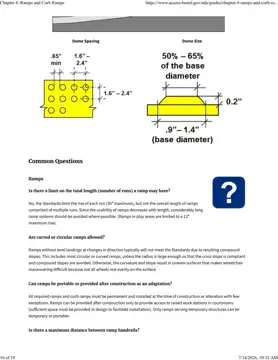 Chapter 4: Ramps and Curb Ramps
https://www.access-board.gov/ada/guides/chapter-4-ramps-and-curb-ra...
Dome Spacing
Dome Size
.65" min
1.6" – 2.4"
1.6" – 2.4"
50% – 65% of the base diameter
0.2"
.9"– 1.4" (base diameter)
Common Questions
Ramps
Is there a limit on the total length (number of runs) a ramp may have?
No, the Standards limit the rise of each run (30" maximum), but not the overall length of ramps
comprised of multiple runs. Since the usability of ramps decreases with length, considerably long
ramp systems should be avoided where possible. (Ramps in play areas are limited to a 12"
maximum rise).
?
Are curved or circular ramps allowed?
Ramps without level landings at changes in direction typically will not meet the Standards due to resulting compound
slopes. This includes most circular or curved ramps, unless the radius is large enough so that the cross slope is compliant
and compound slopes are avoided. Otherwise, the curvature and slope result in uneven surfaces that makes wheelchair
maneuvering difficult because not all wheels rest evenly on the surface.
Can ramps be portable or provided after construction as an adaptation?
All required ramps and curb ramps must be permanent and installed at the time of construction or alteration with few
exceptions. Ramps can be provided after construction only to provide access to raised work stations in courtrooms
(sufficient space must be provided in design to facilitate installation). Only ramps serving temporary structures can be
temporary or portable.
Is there a maximum distance between ramp handrails?
16 of 19
7/14/2026, 10:32 AM